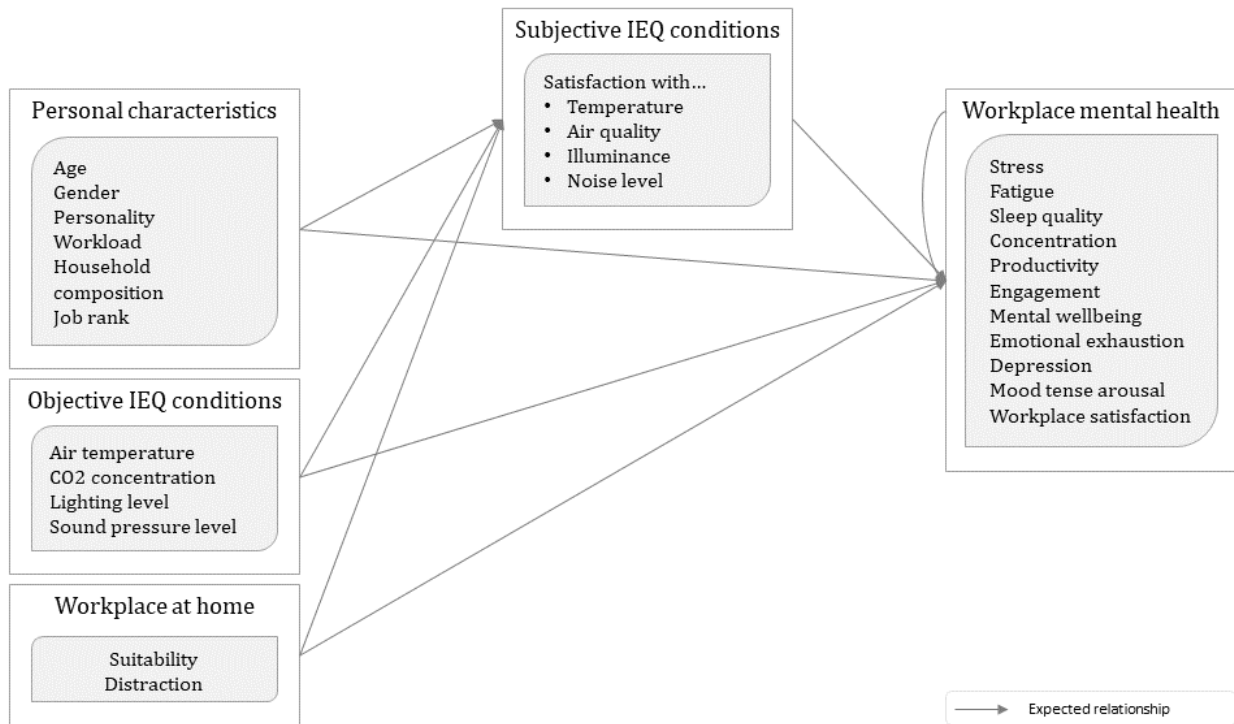 Subjective IEQ conditions
Satisfaction with...
• Temperature
• Air quality
• Illuminance
• Noise level
Personal characteristics
Age
Gender
Personality
Workload
Household
composition
Job rank
Objective IEQ conditions
Air temperature
CO2 concentration
Lighting level
Sound pressure level
Workplace at home
Suitability
Distraction
Workplace mental health
Stress
Fatigue
Sleep quality
Concentration
Productivity
Engagement
Mental wellbeing
Emotional exhaustion
Depression
Mood tense arousal
Workplace satisfaction
Expected relationship